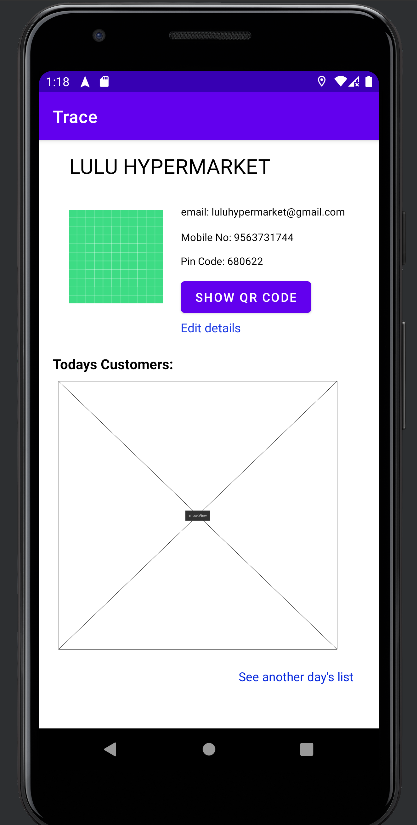 1:18
Trace
LULU HYPERMARKET
email: luluhypermarket@gmail.com
Mobile No: 9563731744
Pin Code: 680622
SHOW QR CODE
Edit details
Todays Customers:
See another day's list